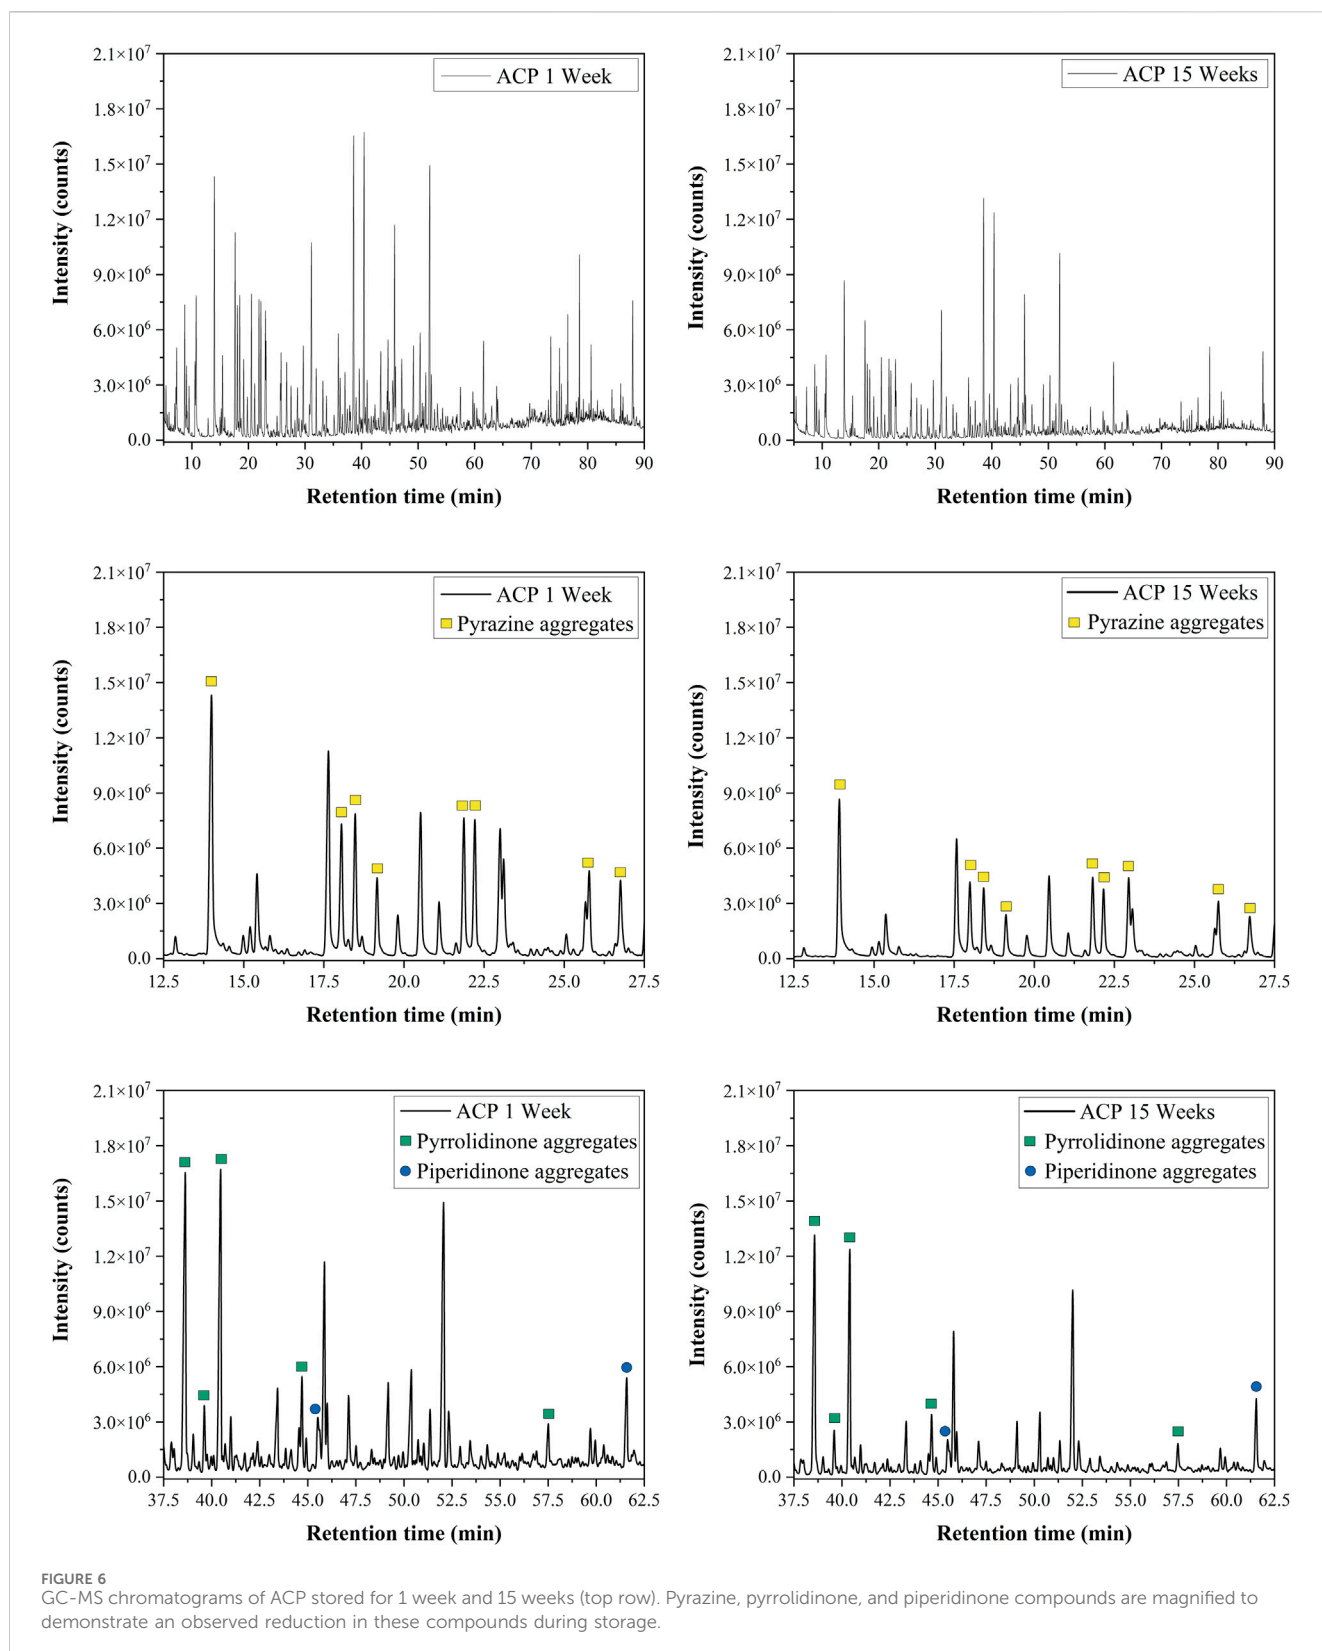 2.1×10⁷
1.8×10⁷
1.5×10⁷
1.2×10⁷
9.0×10⁶
6.0×10⁶
3.0×10⁶
0.0
Intensity (counts)
ACP 1 Week
10 20 30 40 50 60 70 80 90
Retention time (min)
2.1×10⁷
1.8×10⁷
1.5×10⁷
1.2×10⁷
9.0×10⁶
6.0×10⁶
3.0×10⁶
0.0
Intensity (counts)
ACP 15 Weeks
10 20 30 40 50 60 70 80 90
Retention time (min)
2.1×10⁷
1.8×10⁷
1.5×10⁷
1.2×10⁷
9.0×10⁶
6.0×10⁶
3.0×10⁶
0.0
Intensity (counts)
ACP 1 Week
Pyrazine aggregates
12.5 15.0 17.5 20.0 22.5 25.0 27.5
Retention time (min)
2.1×10⁷
1.8×10⁷
1.5×10⁷
1.2×10⁷
9.0×10⁶
6.0×10⁶
3.0×10⁶
0.0
Intensity (counts)
ACP 15 Weeks
Pyrazine aggregates
12.5 15.0 17.5 20.0 22.5 25.0 27.5
Retention time (min)
2.1×10⁷
1.8×10⁷
1.5×10⁷
1.2×10⁷
9.0×10⁶
6.0×10⁶
3.0×10⁶
0.0
Intensity (counts)
ACP 1 Week
Pyrrolidinone aggregates
Piperidinone aggregates
37.5 40.0 42.5 45.0 47.5 50.0 52.5 55.0 57.5 60.0 62.5
Retention time (min)
2.1×10⁷
1.8×10⁷
1.5×10⁷
1.2×10⁷
9.0×10⁶
6.0×10⁶
3.0×10⁶
0.0
Intensity (counts)
ACP 15 Weeks
Pyrrolidinone aggregates
Piperidinone aggregates
37.5 40.0 42.5 45.0 47.5 50.0 52.5 55.0 57.5 60.0 62.5
Retention time (min)
FIGURE 6
GC-MS chromatograms of ACP stored for 1 week and 15 weeks (top row). Pyrazine, pyrrolidinone, and piperidinone compounds are magnified to
demonstrate an observed reduction in these compounds during storage.